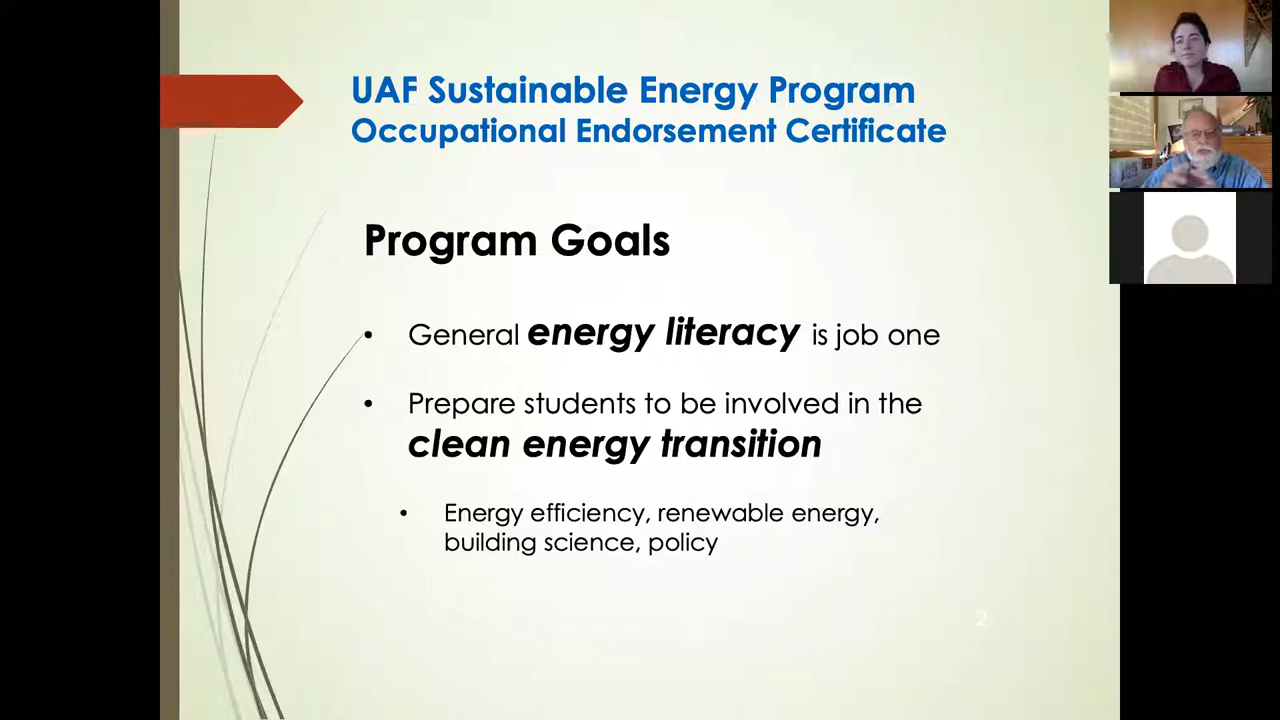 UAF Sustainable Energy Program
Occupational Endorsement Certificate
Program Goals
• General energy literacy is job one
• Prepare students to be involved in the
clean energy transition
• Energy efficiency, renewable energy,
building science, policy
2